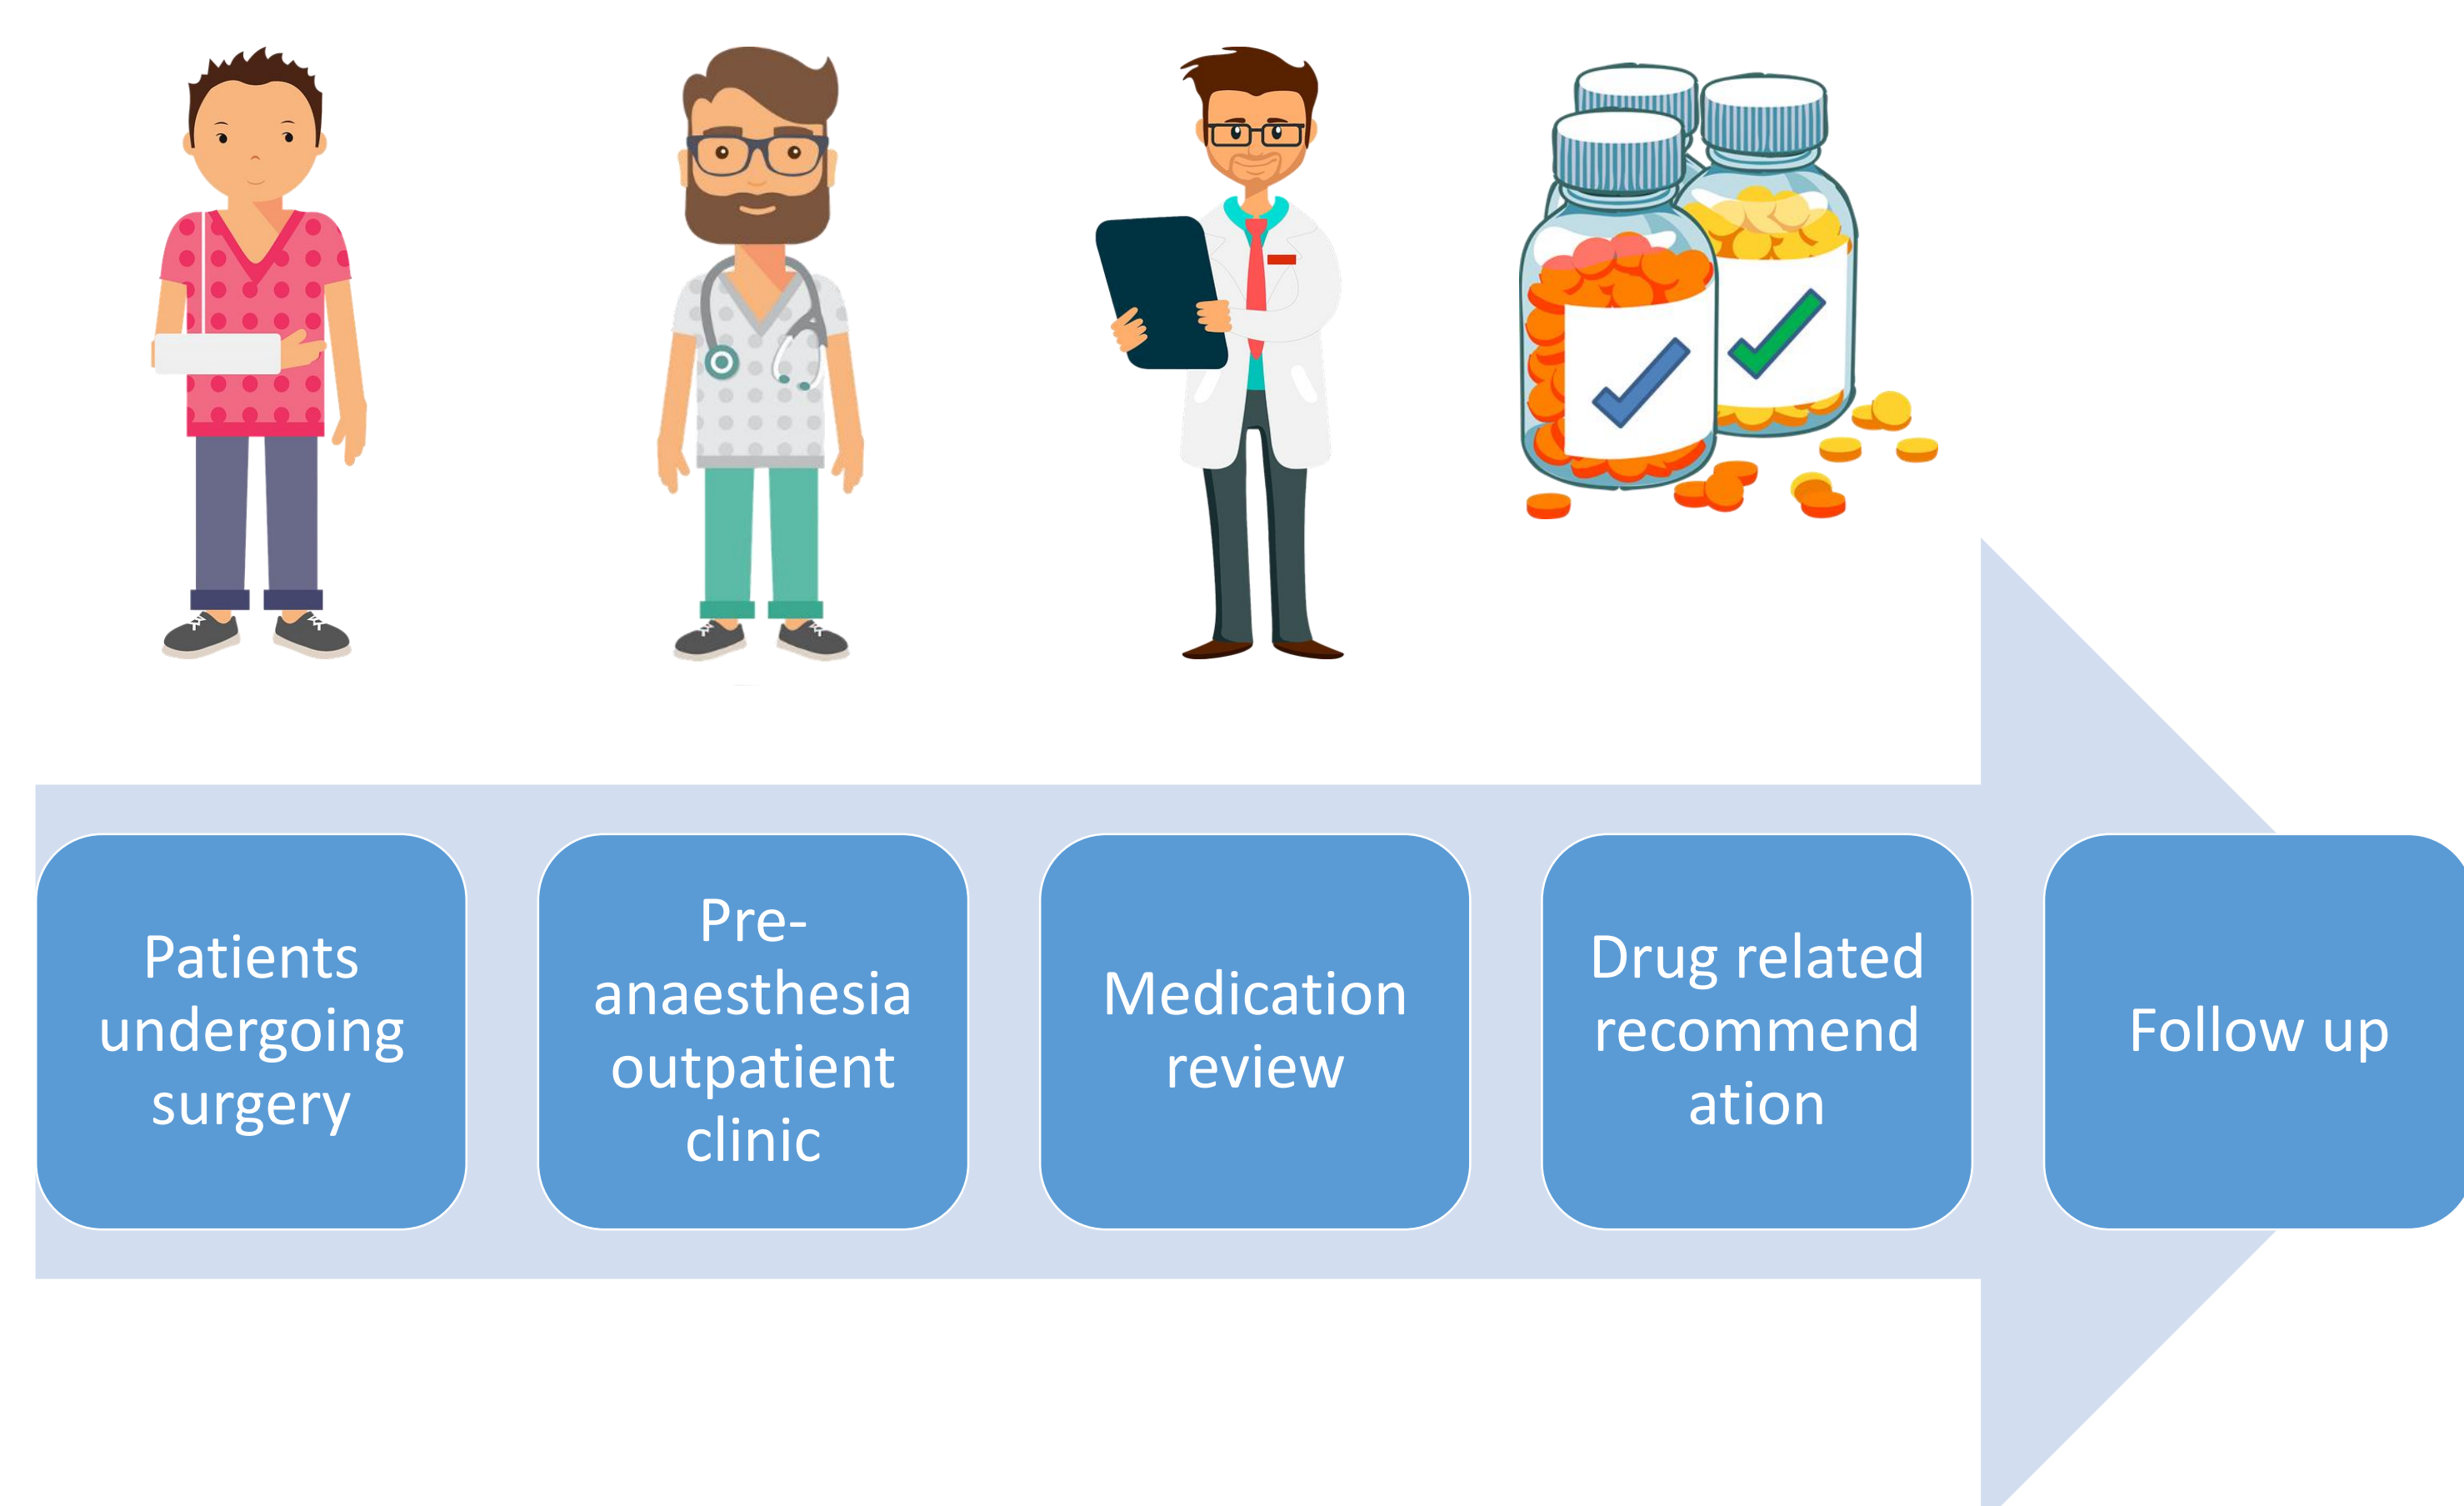 Patients
undergoing
surgery
Pre-
anaesthesia
outpatient
clinic
Medication
review
Drug related
recommend
ation
Follow up